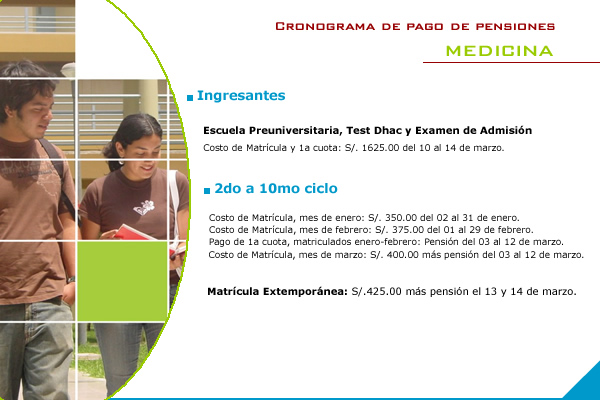 Cronograma de pago de pensiones
MEDICINA
Ingresantes
Escuela Preuniversitaria, Test Dhac y Examen de Admisión
Costo de Matrícula y 1a cuota: S/. 1625.00 del 10 al 14 de marzo.
2do a 10mo ciclo
Costo de Matrícula, mes de enero: S/. 350.00 del 02 al 31 de enero.
Costo de Matrícula, mes de febrero: S/. 375.00 del 01 al 29 de febrero.
Pago de 1a cuota, matriculados enero-febrero: Pensión del 03 al 12 de marzo.
Costo de Matrícula, mes de marzo: S/. 400.00 más pensión del 03 al 12 de marzo.
Matrícula Extemporánea: S/.425.00 más pensión el 13 y 14 de marzo.